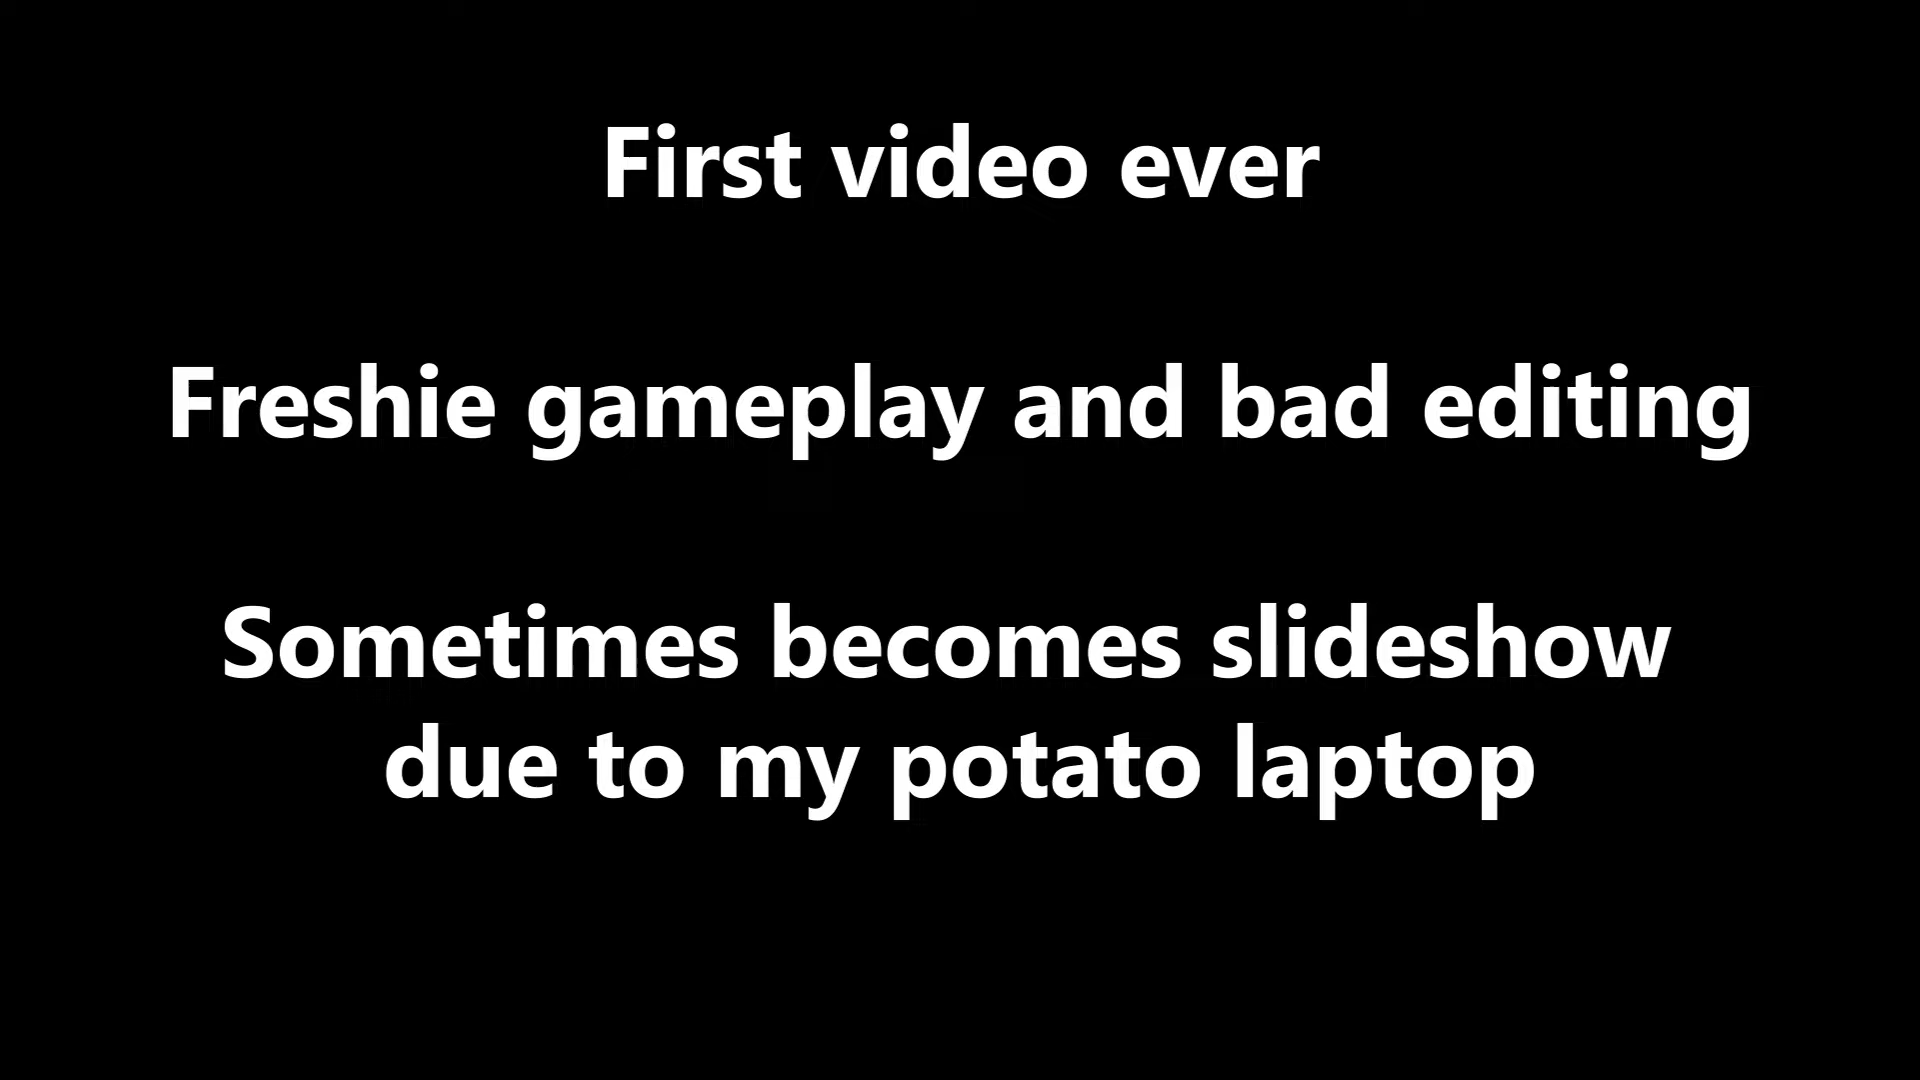 First video ever
Freshie gameplay and bad editing
Sometimes becomes slideshow
due to my potato laptop